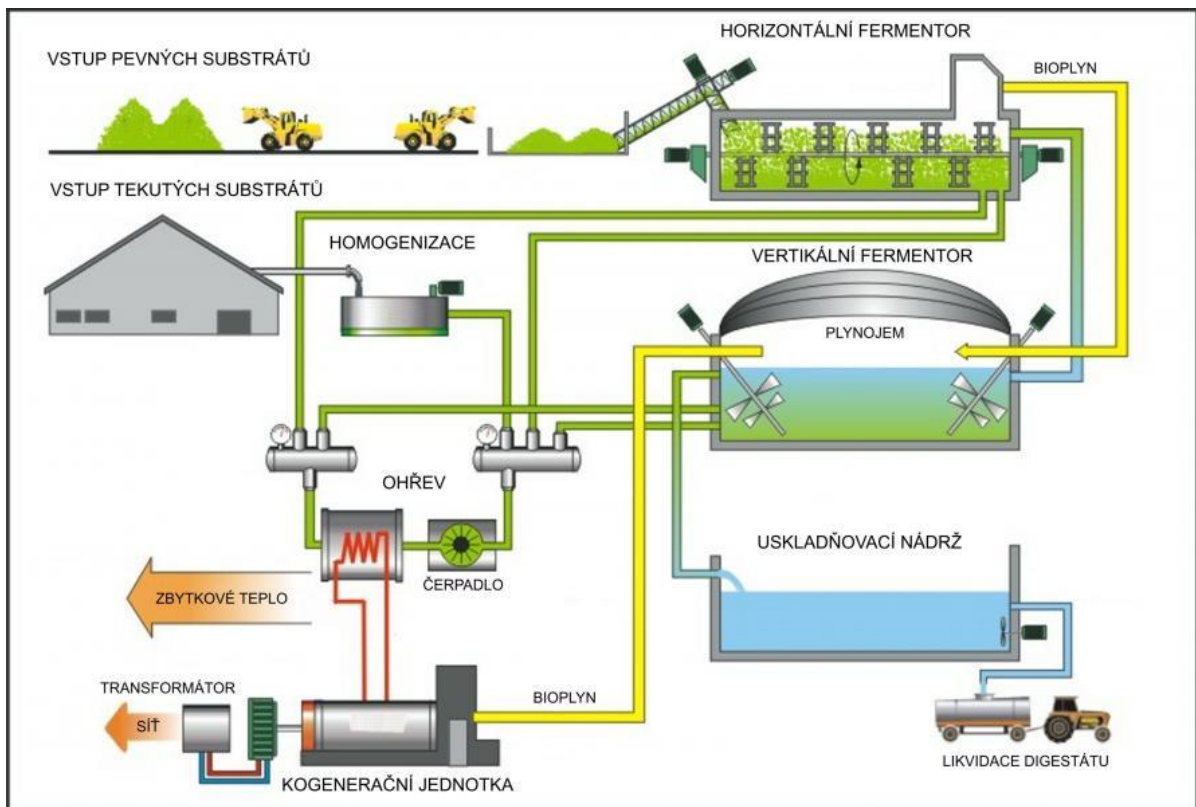 HORIZONTÁLNÍ FERMENTOR
VSTUP PEVNÝCH SUBSTRÁTŮ
BIOPLYN
VSTUP TEKUTÝCH SUBSTRÁTŮ
HOMOGENIZACE
VERTIKÁLNÍ FERMENTOR
PLYNOJEM
OHŘEV
USKLADŇOVACÍ NÁDRŽ
ČERPADLO
ZBYTKOVÉ TEPLO
TRANSFORMÁTOR
BIOPLYN
SÍŤ
LIKVIDACE DIGESTÁTU
KOGENERAČNÍ JEDNOTKA